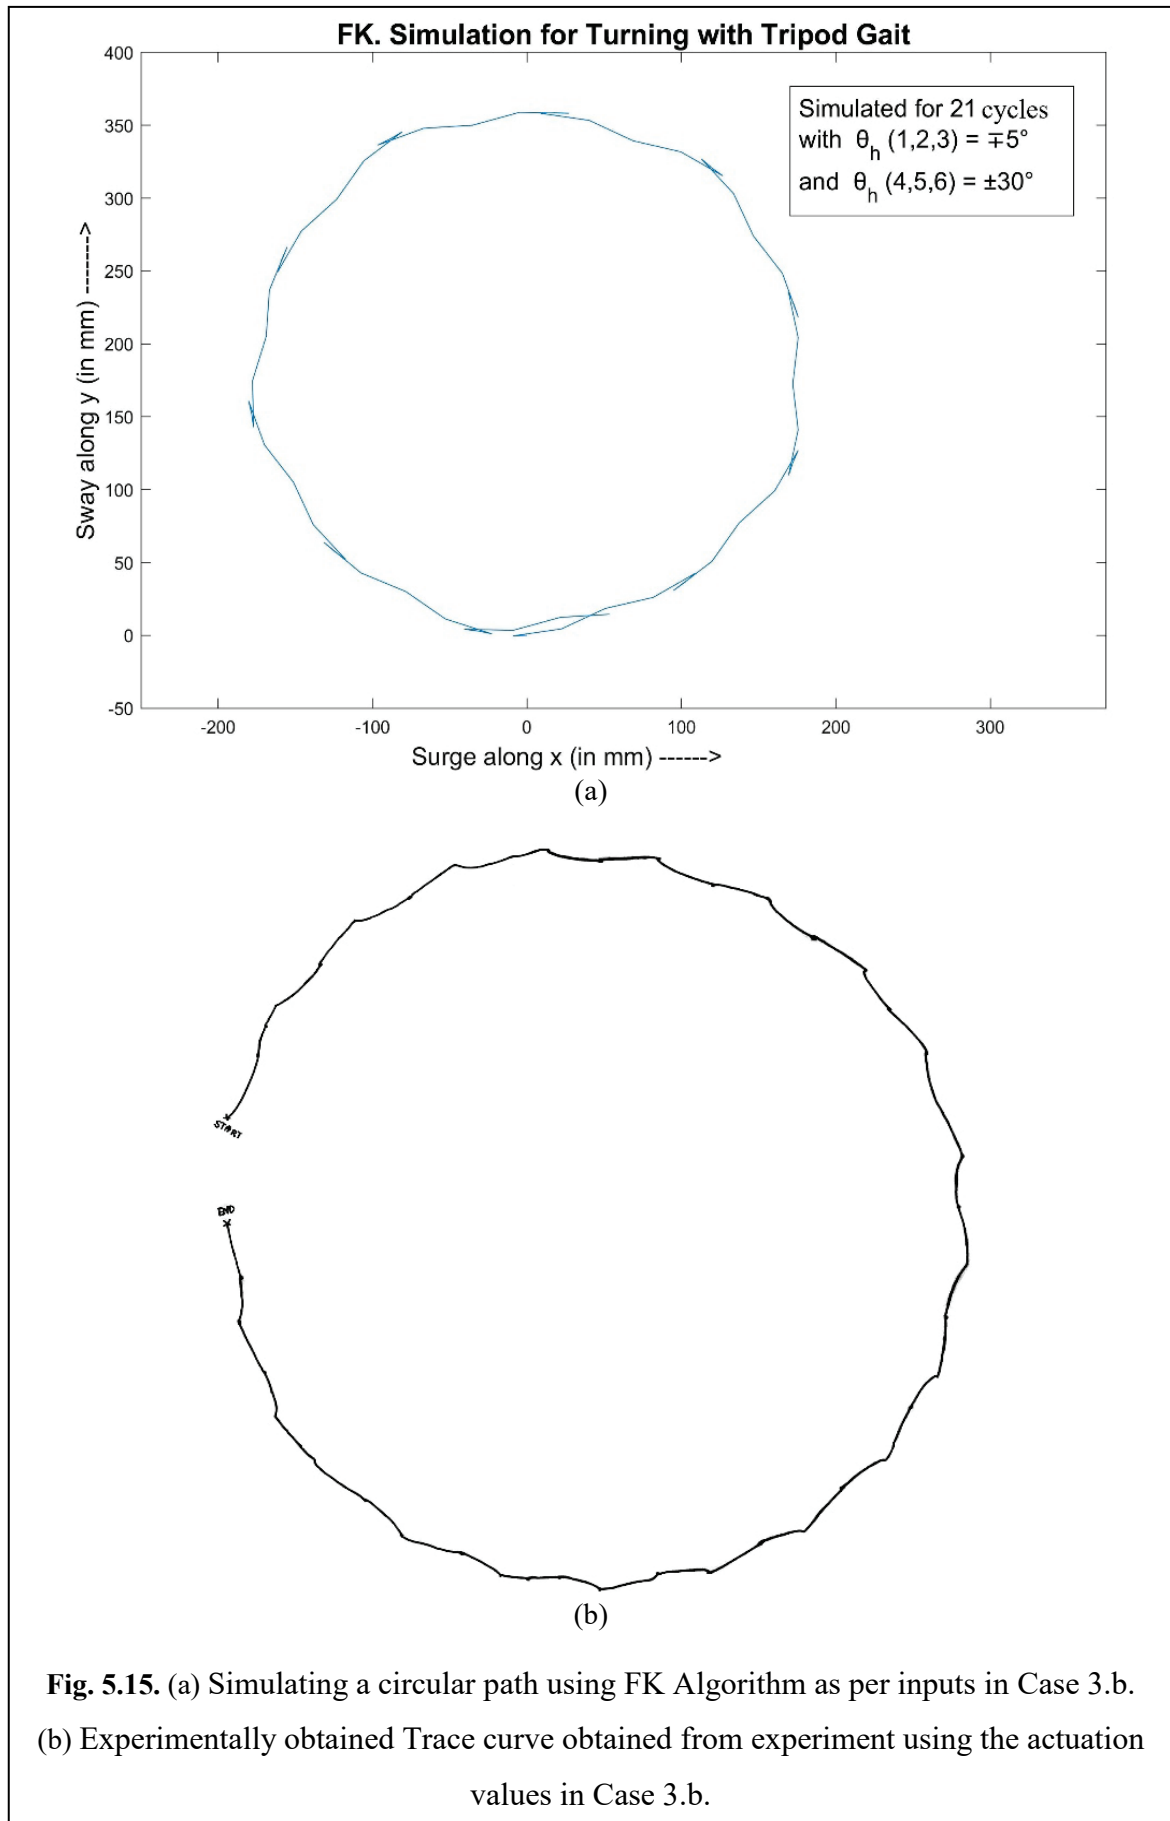 FK. Simulation for Turning with Tripod Gait
400
350
300
250
200
150
100
50
0
-50
Sway along y (in mm) -------->
Simulated for 21 cycles
with θh (1,2,3) = ∓5°
and θh (4,5,6) = ±30°
-200 -100 0 100 200 300
Surge along x (in mm) ------>
(a)
START
END
(b)
Fig. 5.15. (a) Simulating a circular path using FK Algorithm as per inputs in Case 3.b.
(b) Experimentally obtained Trace curve obtained from experiment using the actuation
values in Case 3.b.